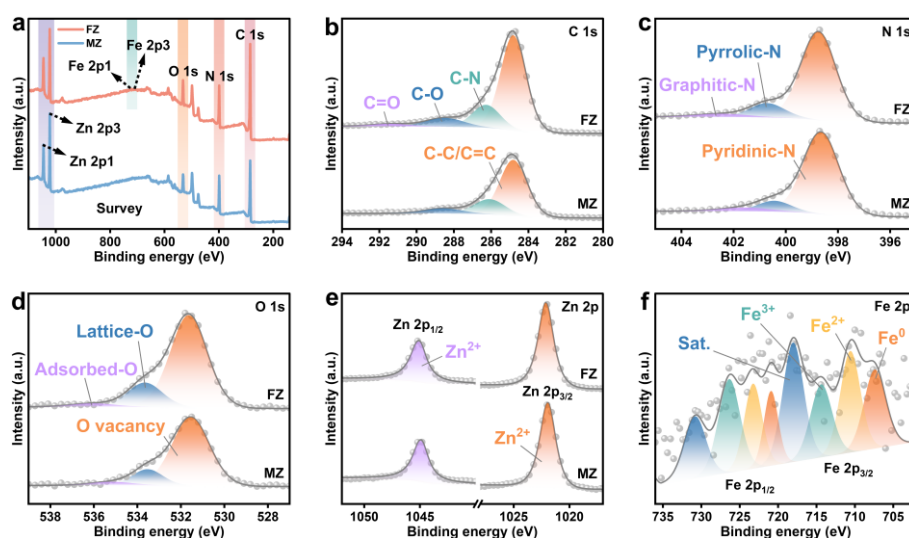 a
FZ
MZ
Fe 2p3
Fe 2p1
O 1s
N 1s
C 1s
Zn 2p3
Zn 2p1
Survey
Intensity (a.u.)
1000 800 600 400 200
Binding energy (eV)
b
C 1s
C=O
C-O
C-N
FZ
C-C/C=C
MZ
Intensity (a.u.)
294 292 290 288 286 284 282 280
Binding energy (eV)
c
N 1s
Pyrrolic-N
Graphitic-N
FZ
Pyridinic-N
MZ
Intensity (a.u.)
404 402 400 398 396
Binding energy (eV)
d
O 1s
Lattice-O
Adsorbed-O
FZ
O vacancy
MZ
Intensity (a.u.)
538 536 534 532 530 528
Binding energy (eV)
e
Zn 2p
Zn 2p1/2
Zn2+
FZ
Zn 2p3/2
Zn2+
MZ
Intensity (a.u.)
1050 1045 1025 1020
Binding energy (eV)
f
Fe 2p
Fe3+
Fe2+
Sat.
Fe0
Fe 2p3/2
Fe 2p1/2
Intensity (a.u.)
735 730 725 720 715 710 705
Binding energy (eV)